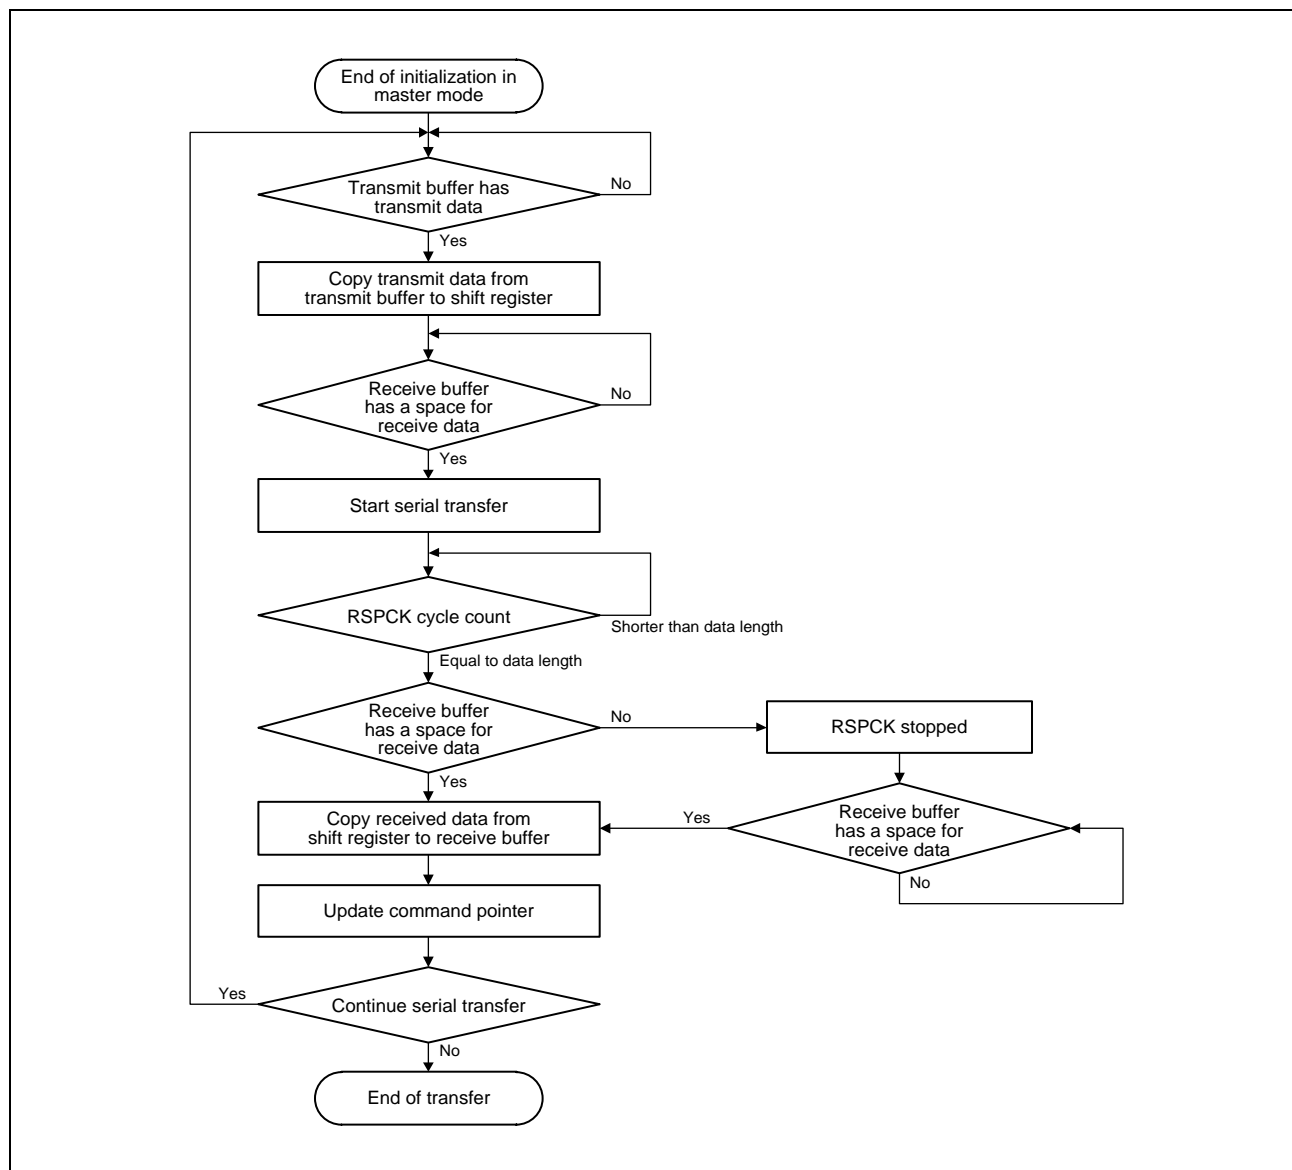 End of initialization in
master mode
Transmit buffer has
transmit data
No
Yes
Copy transmit data from
transmit buffer to shift register
Receive buffer
has a space for
receive data
No
Yes
Start serial transfer
RSPCK cycle count
Shorter than data length
Equal to data length
Receive buffer
has a space for
receive data
No
RSPCK stopped
Yes
Copy received data from
shift register to receive buffer
Yes
Receive buffer
has a space for
receive data
No
Update command pointer
Yes
Continue serial transfer
No
End of transfer